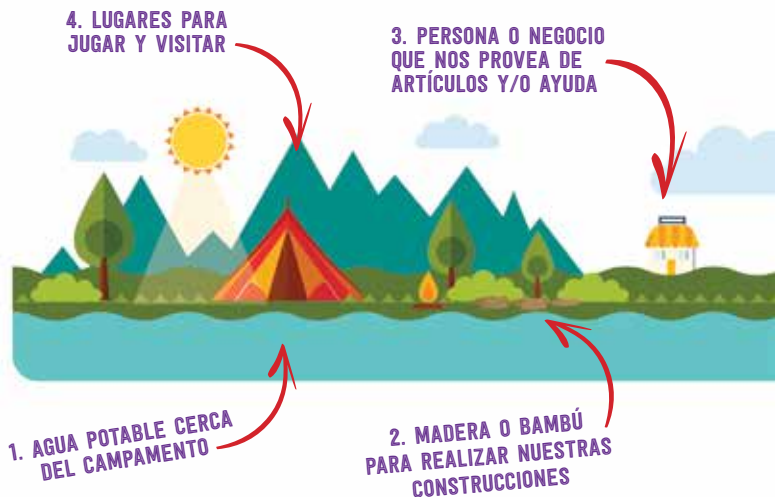 4. LUGARES PARA
JUGAR Y VISITAR
3. PERSONA O NEGOCIO
QUE NOS PROVEA DE
ARTÍCULOS Y/O AYUDA
1. AGUA POTABLE CERCA
DEL CAMPAMENTO
2. MADERA O BAMBÚ
PARA REALIZAR NUESTRAS
CONSTRUCCIONES